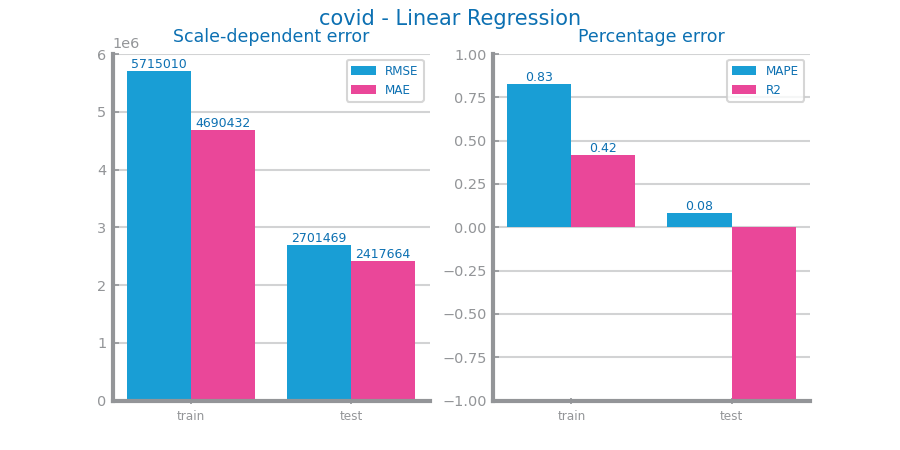 covid - Linear Regression
Scale-dependent error
1e6
6
5
4
3
2
1
0
5715010
4690432
2701469
2417664
RMSE
MAE
train
test
Percentage error
1.00
0.75
0.50
0.25
0.00
−0.25
−0.50
−0.75
−1.00
0.83
0.42
0.08
MAPE
R2
train
test